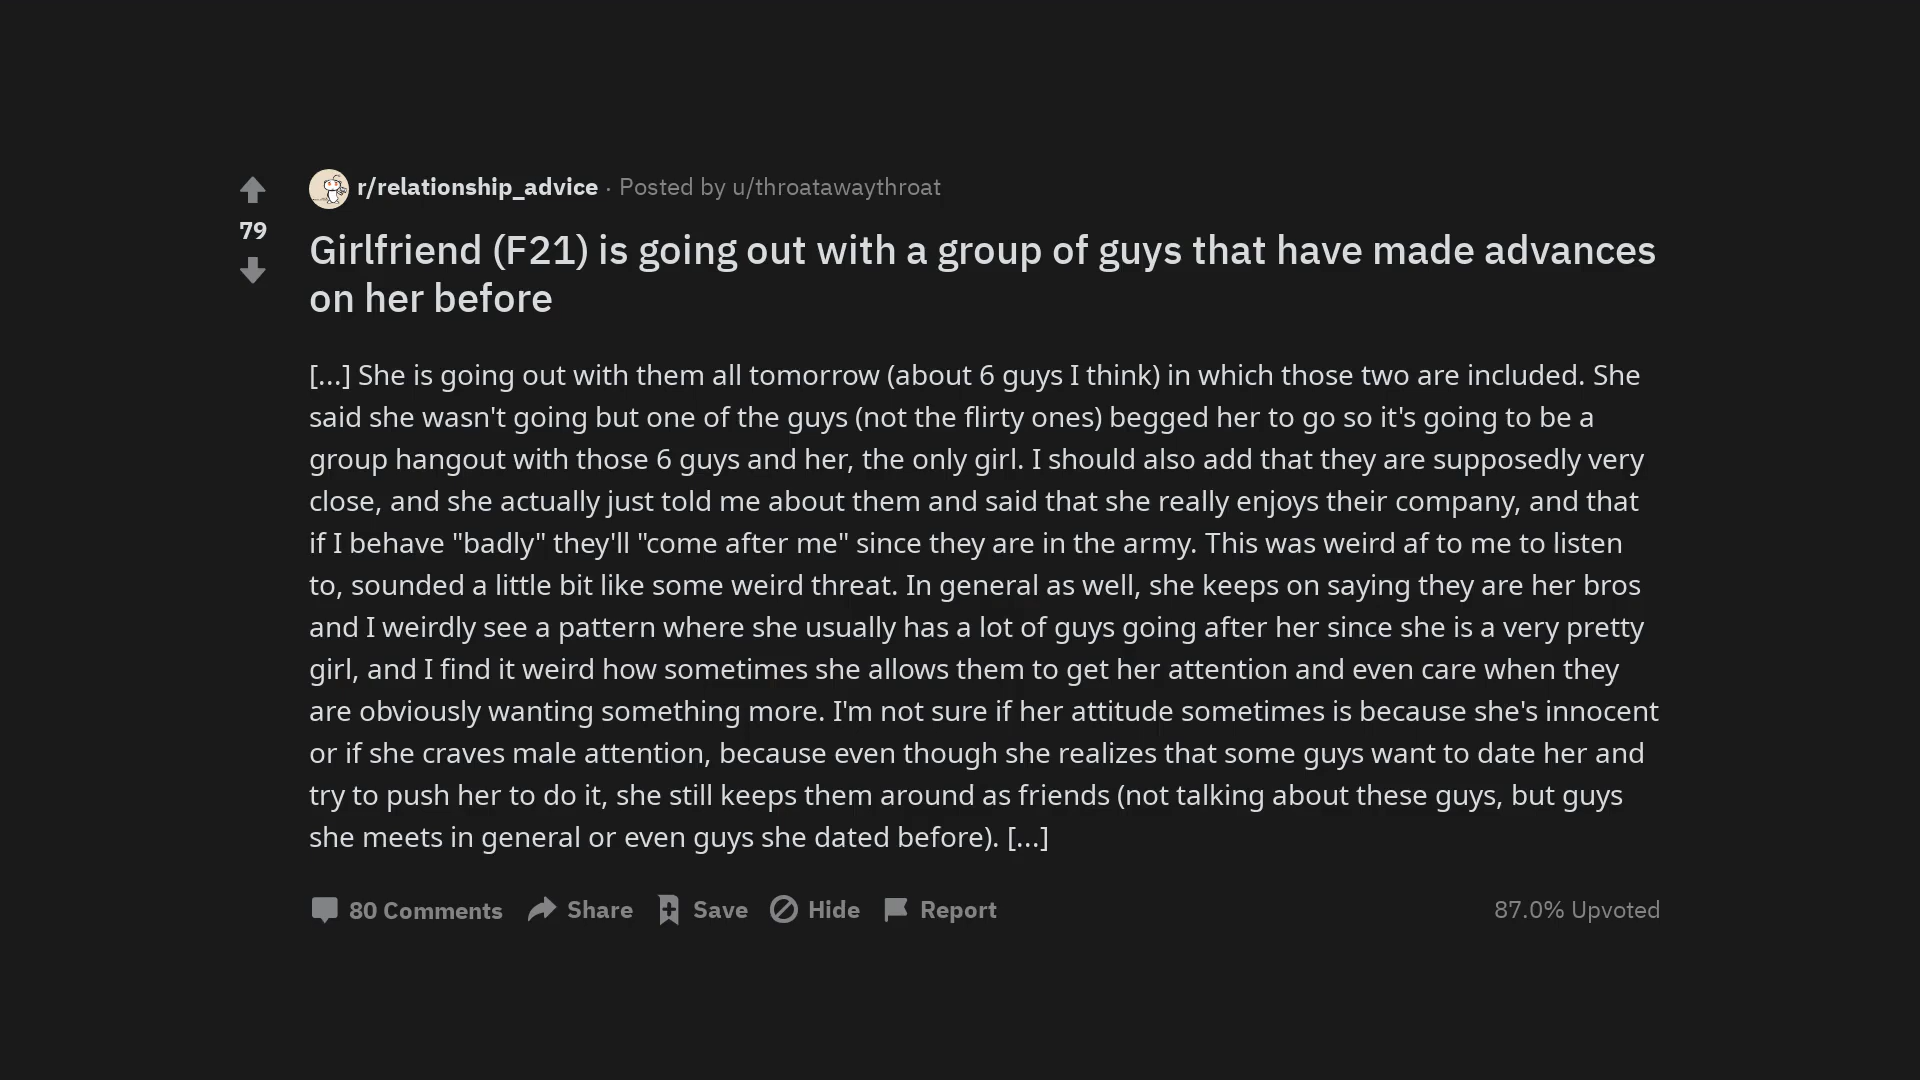 r/relationship_advice · Posted by u/throatawaythroat
79
Girlfriend (F21) is going out with a group of guys that have made advances
on her before
[...] She is going out with them all tomorrow (about 6 guys I think) in which those two are included. She
said she wasn't going but one of the guys (not the flirty ones) begged her to go so it's going to be a
group hangout with those 6 guys and her, the only girl. I should also add that they are supposedly very
close, and she actually just told me about them and said that she really enjoys their company, and that
if I behave "badly" they'll "come after me" since they are in the army. This was weird af to me to listen
to, sounded a little bit like some weird threat. In general as well, she keeps on saying they are her bros
and I weirdly see a pattern where she usually has a lot of guys going after her since she is a very pretty
girl, and I find it weird how sometimes she allows them to get her attention and even care when they
are obviously wanting something more. I'm not sure if her attitude sometimes is because she's innocent
or if she craves male attention, because even though she realizes that some guys want to date her and
try to push her to do it, she still keeps them around as friends (not talking about these guys, but guys
she meets in general or even guys she dated before). [...]
80 Comments Share Save Hide Report 87.0% Upvoted